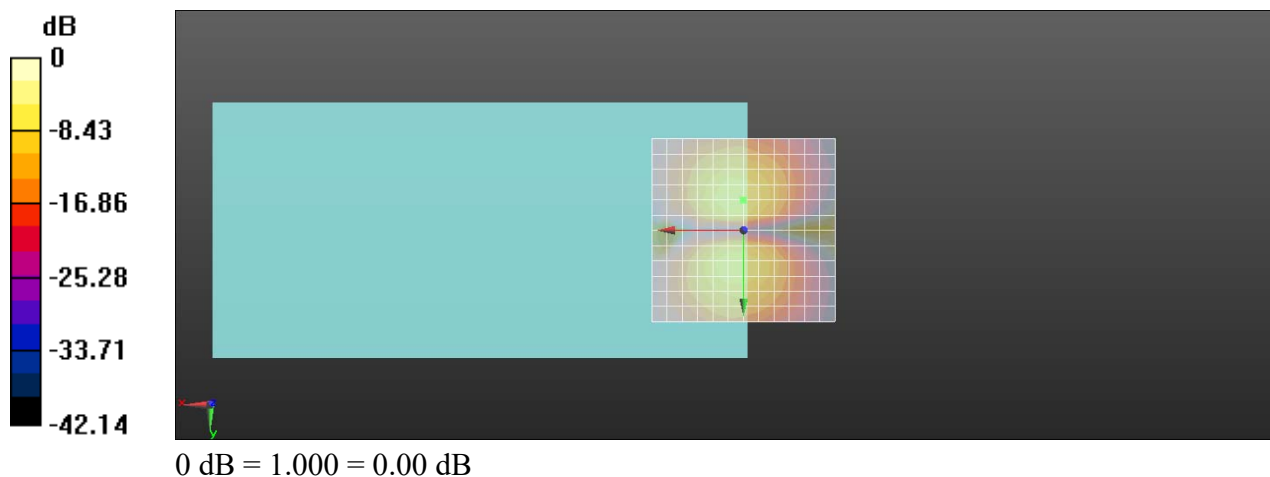 dB
0
-8.43
-16.86
-25.28
-33.71
-42.14
x
y
0 dB = 1.000 = 0.00 dB